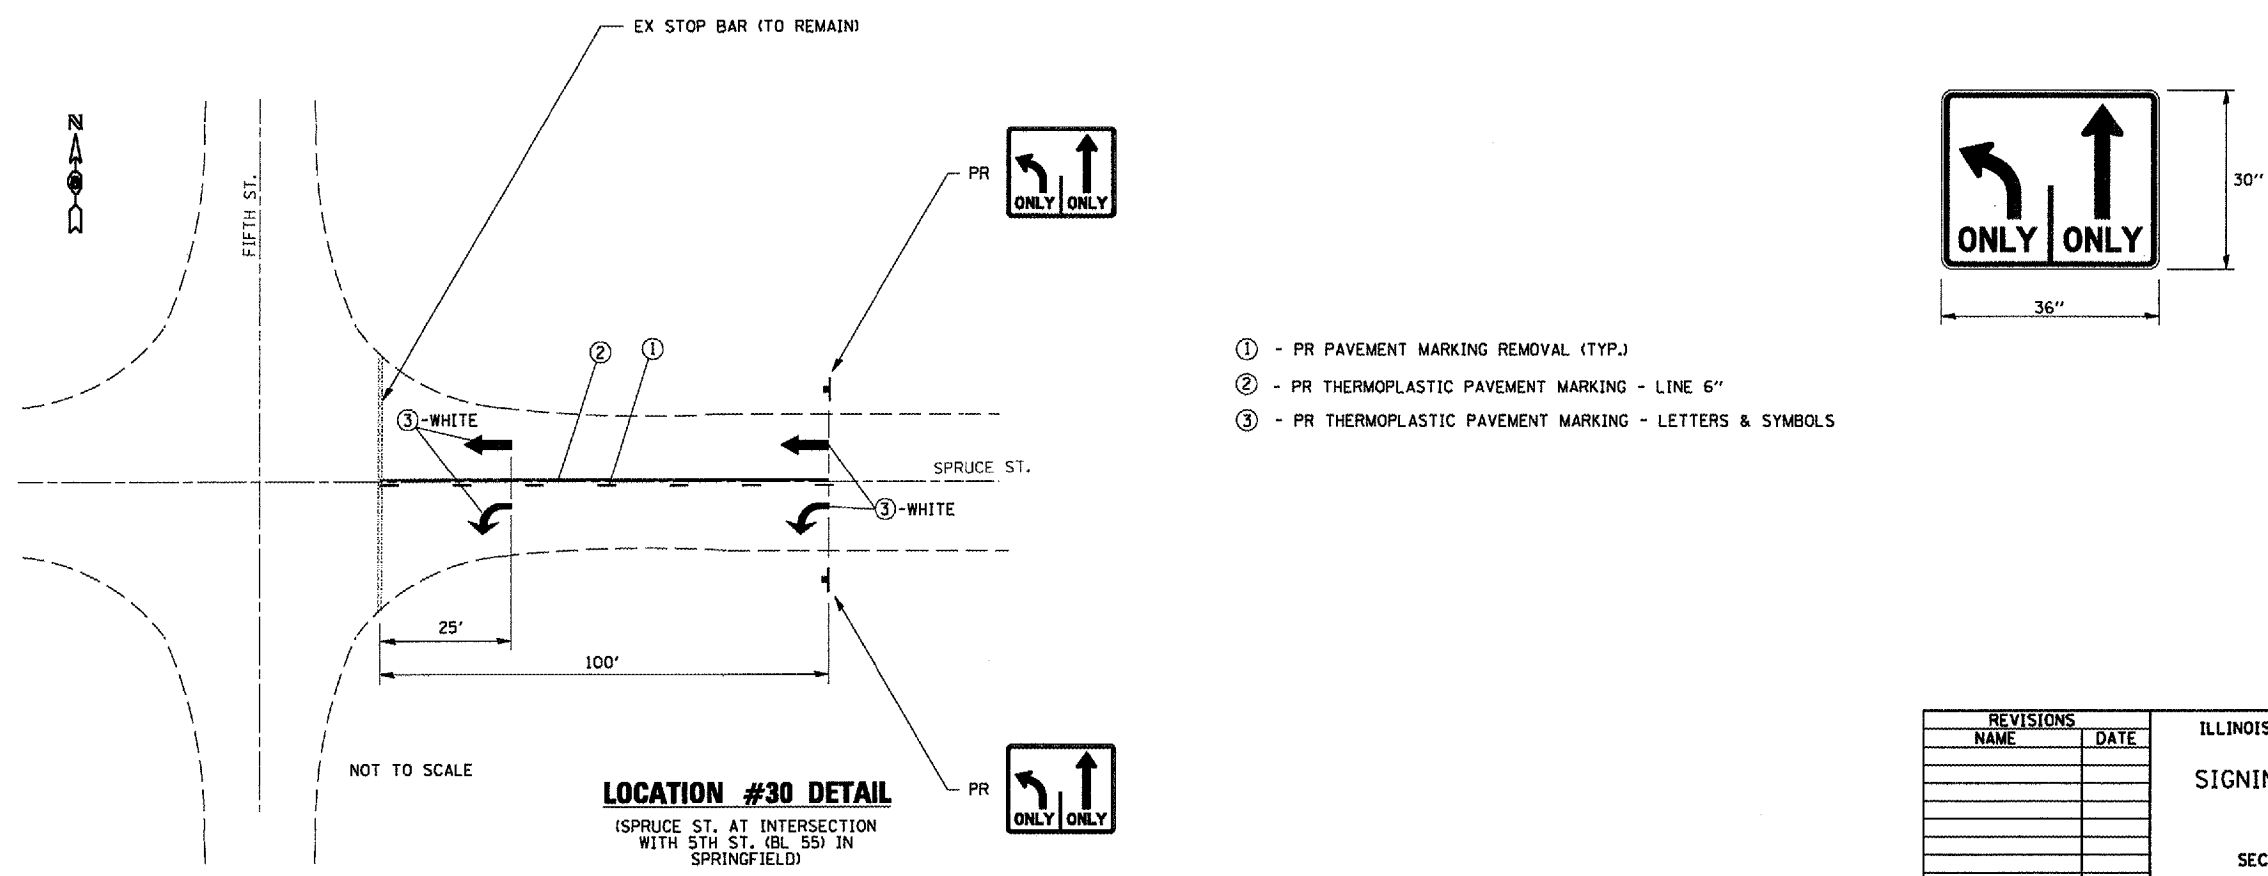 EX STOP BAR (TO REMAIN)
N
FIFTH ST.
PR
ONLY ONLY
ONLY ONLY
30"
36"
② ①
① - PR PAVEMENT MARKING REMOVAL (TYP.)
② - PR THERMOPLASTIC PAVEMENT MARKING - LINE 6"
③ - PR THERMOPLASTIC PAVEMENT MARKING - LETTERS & SYMBOLS
③-WHITE
SPRUCE ST.
③-WHITE
25'
100'
NOT TO SCALE
PR
ONLY ONLY
LOCATION #30 DETAIL
(SPRUCE ST. AT INTERSECTION
WITH 5TH ST. (BL 55) IN
SPRINGFIELD)
REVISIONS
NAME DATE
ILLINOIS
SIGNIN
SEC